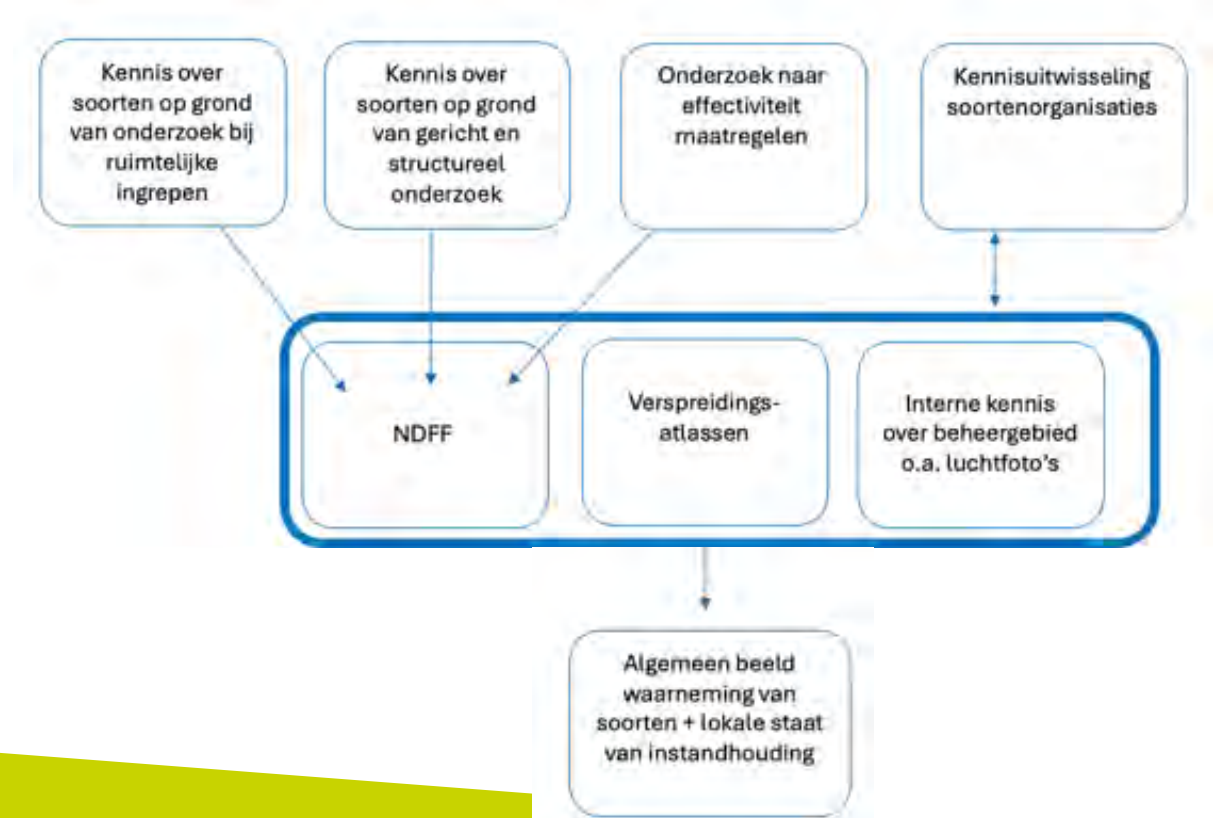 Kennis over
soorten op grond
van onderzoek bij
ruimtelijke
ingrepen
Kennis over
soorten op grond
van gericht en
structureel
onderzoek
Onderzoek naar
effectiviteit
maatregelen
Kennisuitwisseling
soortenorganisaties
NDFF
Verspreidings-
atlassen
Interne kennis
over beheergebied
o.a. luchtfoto's
Algemeen beeld
waarneming van
soorten + lokale staat
van instandhouding